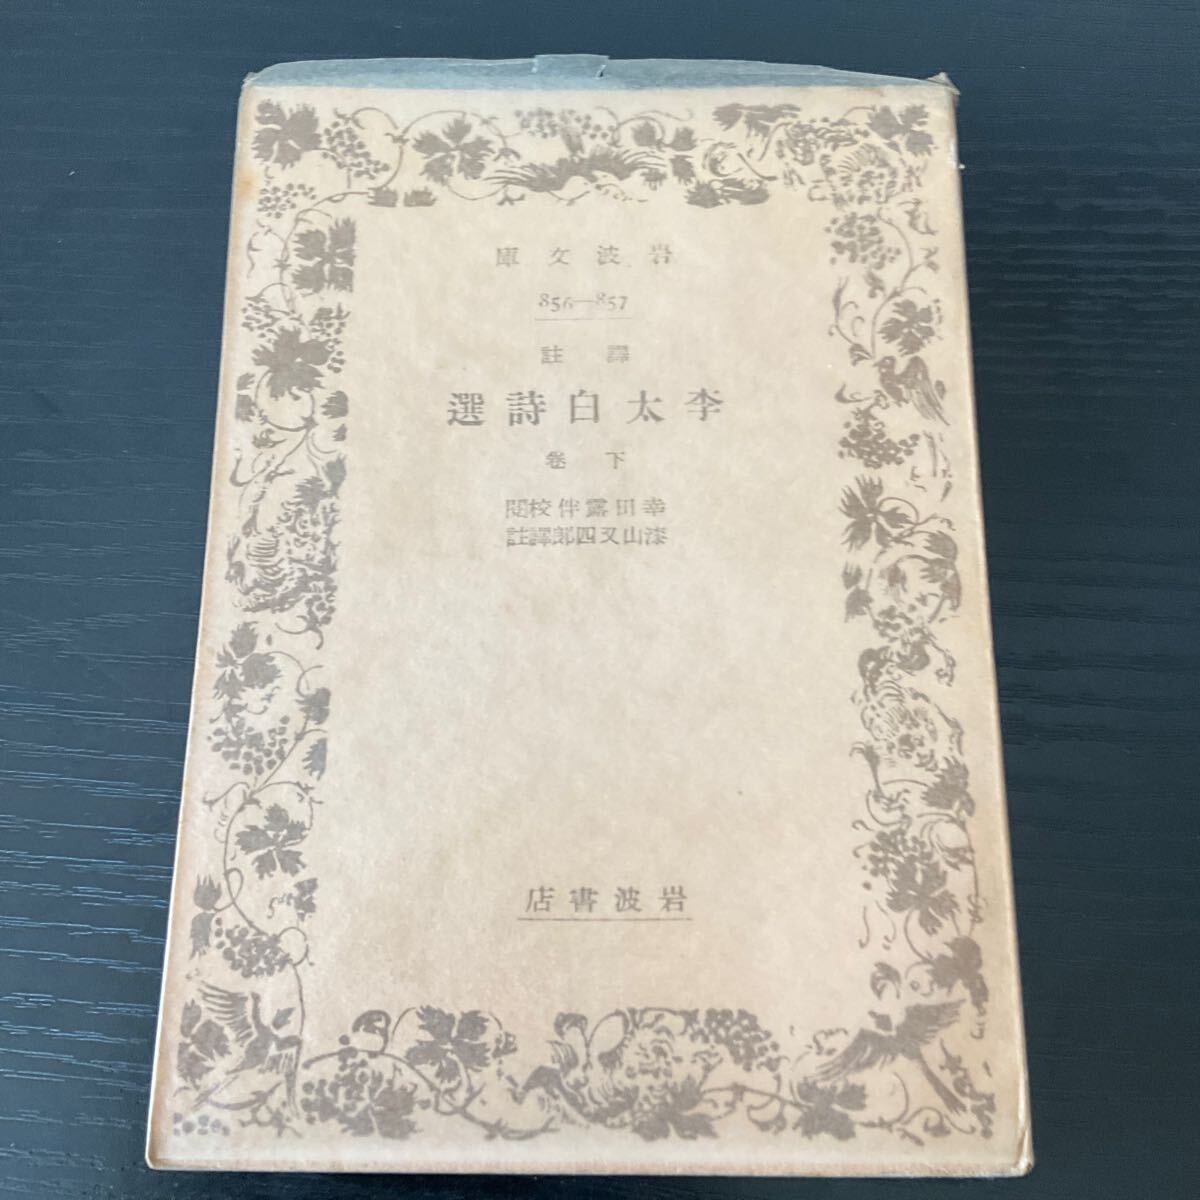 岩波文庫
856—857
譯註
李太白詩選
下卷
幸田露伴校閲
漆山又四郎譯註
岩波書店